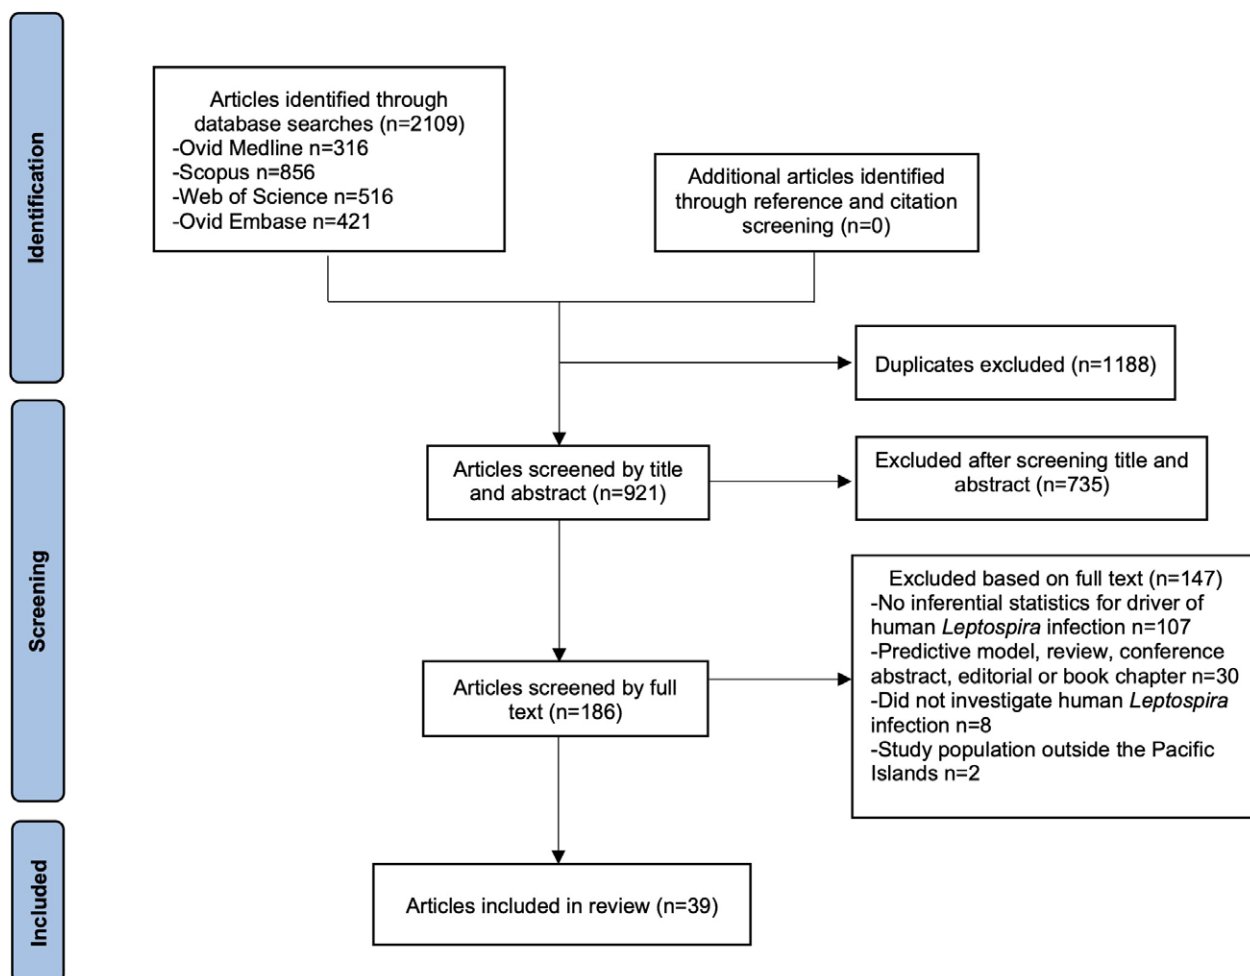 Identification
Articles identified through
database searches (n=2109)
-Ovid Medline n=316
-Scopus n=856
-Web of Science n=516
-Ovid Embase n=421
Additional articles identified
through reference and citation
screening (n=0)
Duplicates excluded (n=1188)
Screening
Articles screened by title
and abstract (n=921)
Excluded after screening title and
abstract (n=735)
Articles screened by full
text (n=186)
Excluded based on full text (n=147)
-No inferential statistics for driver of
human Leptospira infection n=107
-Predictive model, review, conference
abstract, editorial or book chapter n=30
-Did not investigate human Leptospira
infection n=8
-Study population outside the Pacific
Islands n=2
Included
Articles included in review (n=39)